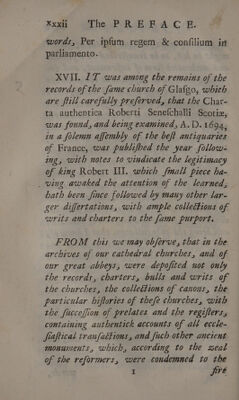 xxxii The PREFACE.
words, Per ipsum regem & consilium in
parliamento.
XVII. IT was among the remains of the
records of the same church of Glasgo, which
are still carefully preserved, that the Char-
ta authentica Roberti Seneschalli Scotiæ,
was found, and being examined, A. D. 1694,
in a solemn assembly of the best antiquaries
of France, was published the year follow-
ing, with notes to vindicate the legitimacy
of king Robert III. which small piece ha-
ving awaked the attention of the learned,
hath been since followed by many other lar-
ger dissertations, with ample collections of
writs and charters to the same purport.
FROM this we may observe, that in the
archives of our cathedral churches, and of
our great abbeys, were deposited not only
the records, charters, bulls and writs of
the churches, the collections of canons, the
particular histories of these churches, with
the succession of prelates and the registers,
containing authentick accounts of all eccle-
siastical transactions, and such other ancient
monuments, which, according to the zeal
of the reformers, were condemned to the
1 fire